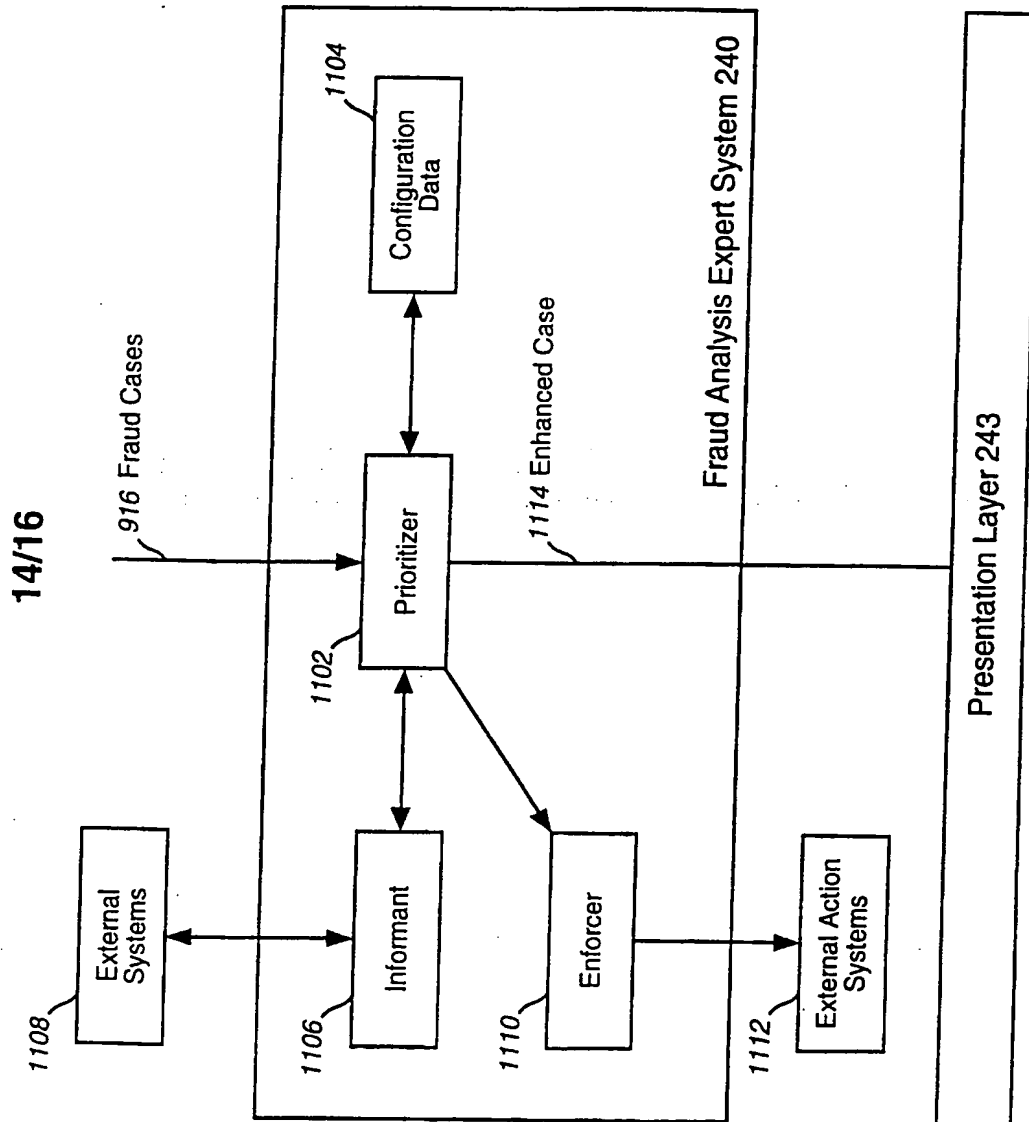 14/16
916 Fraud Cases
1108
External
Systems
1106
Informant
1102
Prioritizer
1104
Configuration
Data
1110
Enforcer
1114 Enhanced Case
Fraud Analysis Expert System 240
1112
External Action
Systems
Presentation Layer 243